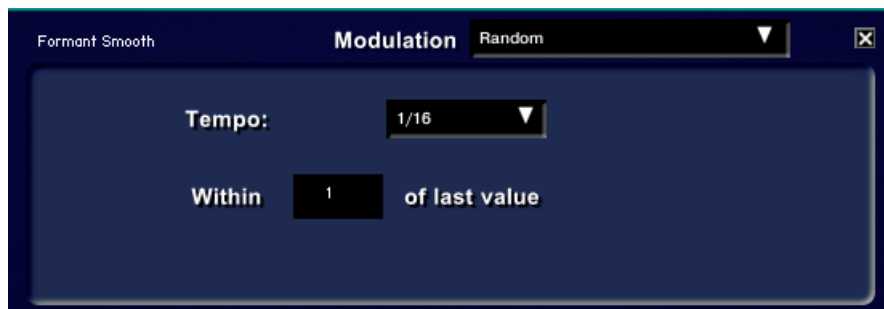 Formant Smooth Modulation Random
Tempo: 1/16
Within 1 of last value